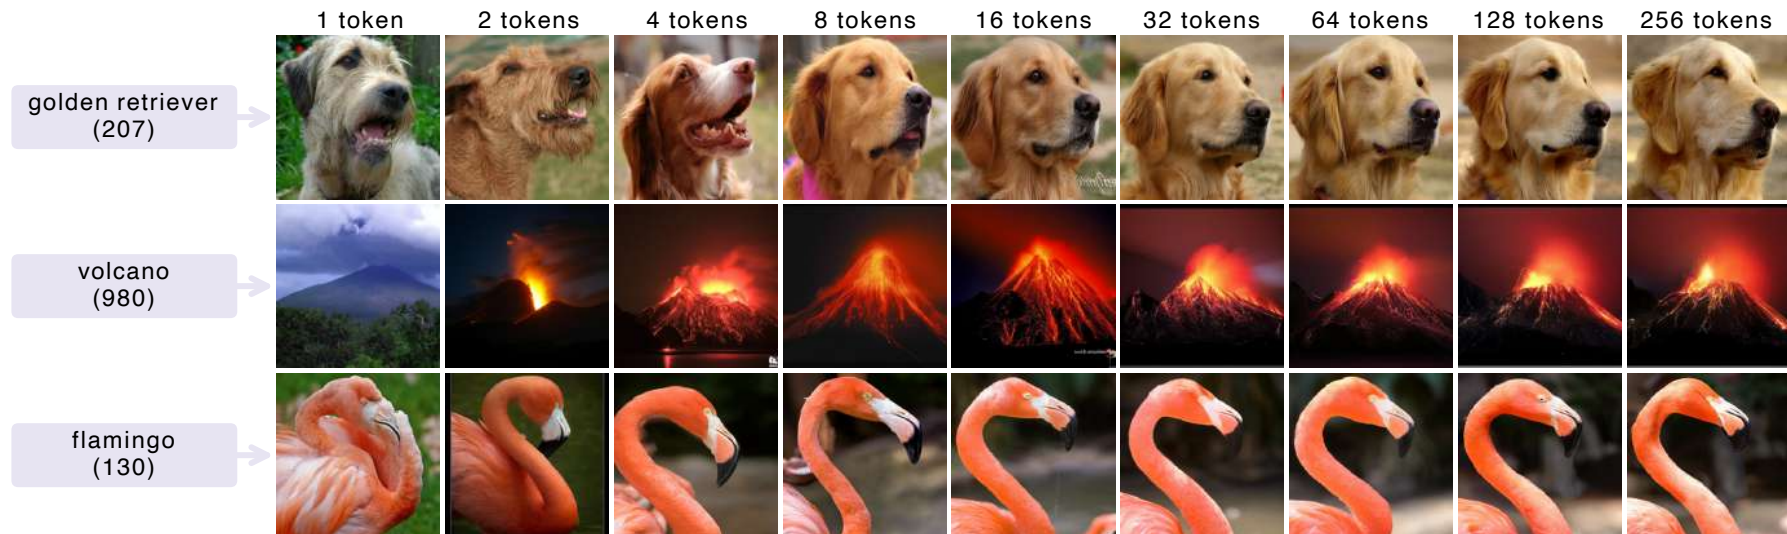 1 token 2 tokens 4 tokens 8 tokens 16 tokens 32 tokens 64 tokens 128 tokens 256 tokens
golden retriever
(207)
volcano
(980)
flamingo
(130)